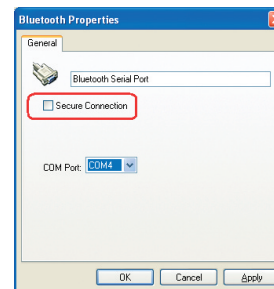 Bluetooth Properties
General
Bluetooth Serial Port
Secure Connection
COM Port: COM4
OK Cancel Apply